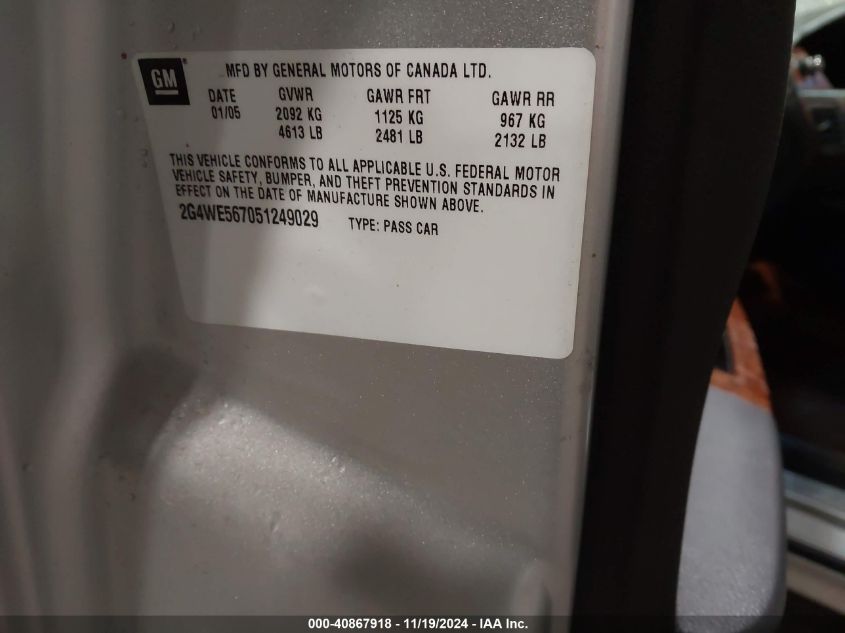 GM
MFD BY GENERAL MOTORS OF CANADA LTD.
DATE GVWR GAWR FRT GAWR RR
01/05 2092 KG 1125 KG 967 KG
4613 LB 2481 LB 2132 LB
THIS VEHICLE CONFORMS TO ALL APPLICABLE U.S. FEDERAL MOTOR
VEHICLE SAFETY, BUMPER, AND THEFT PREVENTION STANDARDS IN
EFFECT ON THE DATE OF MANUFACTURE SHOWN ABOVE.
2G4WE567051249029 TYPE: PASS CAR
000-40867918 - 11/19/2024 - IAA Inc.